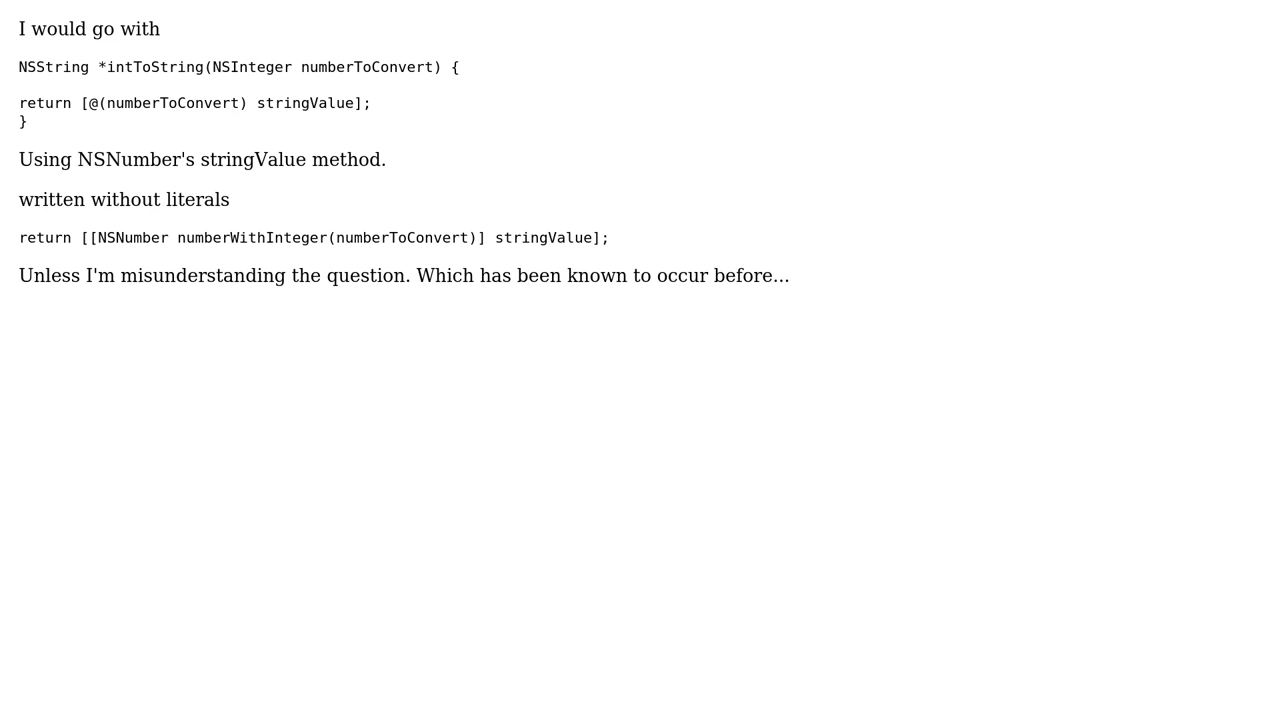 I would go with
NSString *intToString(NSInteger numberToConvert) {
return [@(numberToConvert) stringValue];
}
Using NSNumber's stringValue method.
written without literals
return [[NSNumber numberWithInteger(numberToConvert)] stringValue];
Unless I'm misunderstanding the question. Which has been known to occur before...